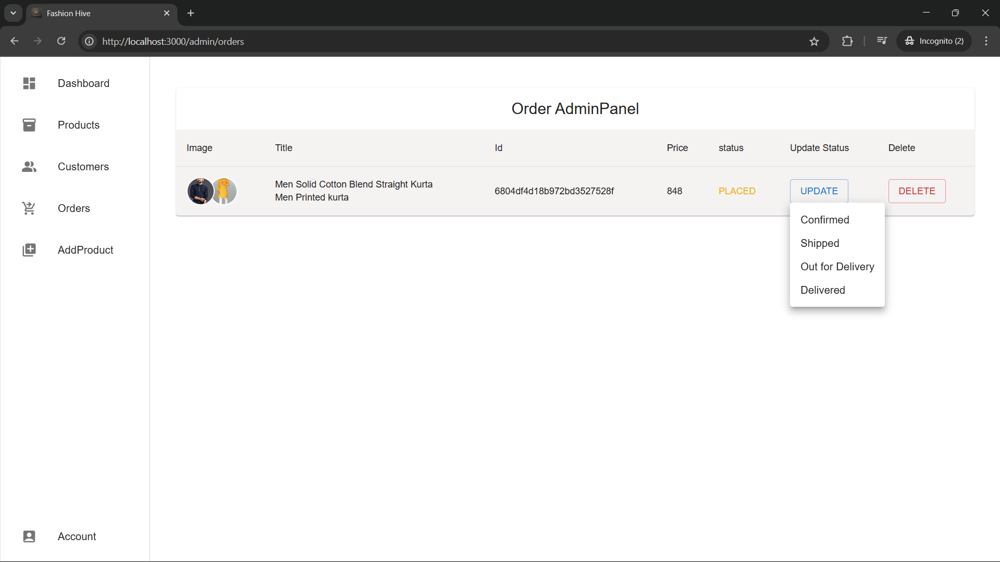 Fashion Hive
http://localhost:3000/admin/orders
Incognito (2)
Dashboard
Products
Customers
Orders
AddProduct
Account
Order AdminPanel
Image Title Id Price status Update Status Delete
Men Solid Cotton Blend Straight Kurta
Men Printed kurta
6804df4d18b972bd3527528f 848 PLACED UPDATE DELETE
Confirmed
Shipped
Out for Delivery
Delivered